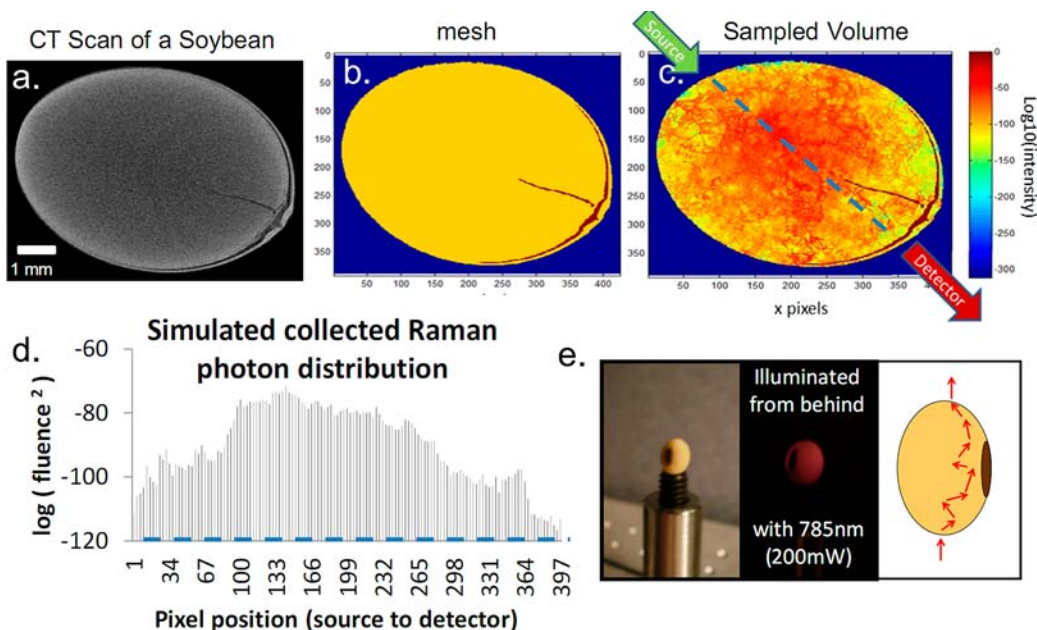 CT Scan of a Soybean
a.
1 mm
mesh
b.
0
50
100
150
200
250
300
350
50 100 150 200 250 300 350 400
Sampled Volume
Source
c.
0
50
100
150
200
250
300
350
50 100 150 200 250 300 350
x pixels
Detector
0
-50
-100
-150
-200
-250
-300
Log10(intensity)
d.
Simulated collected Raman
photon distribution
log ( fluence ² )
-60
-80
-100
-120
1 34 67 100 133 166 199 232 265 298 331 364 397
Pixel position (source to detector)
e.
Illuminated
from behind
with 785nm
(200mW)